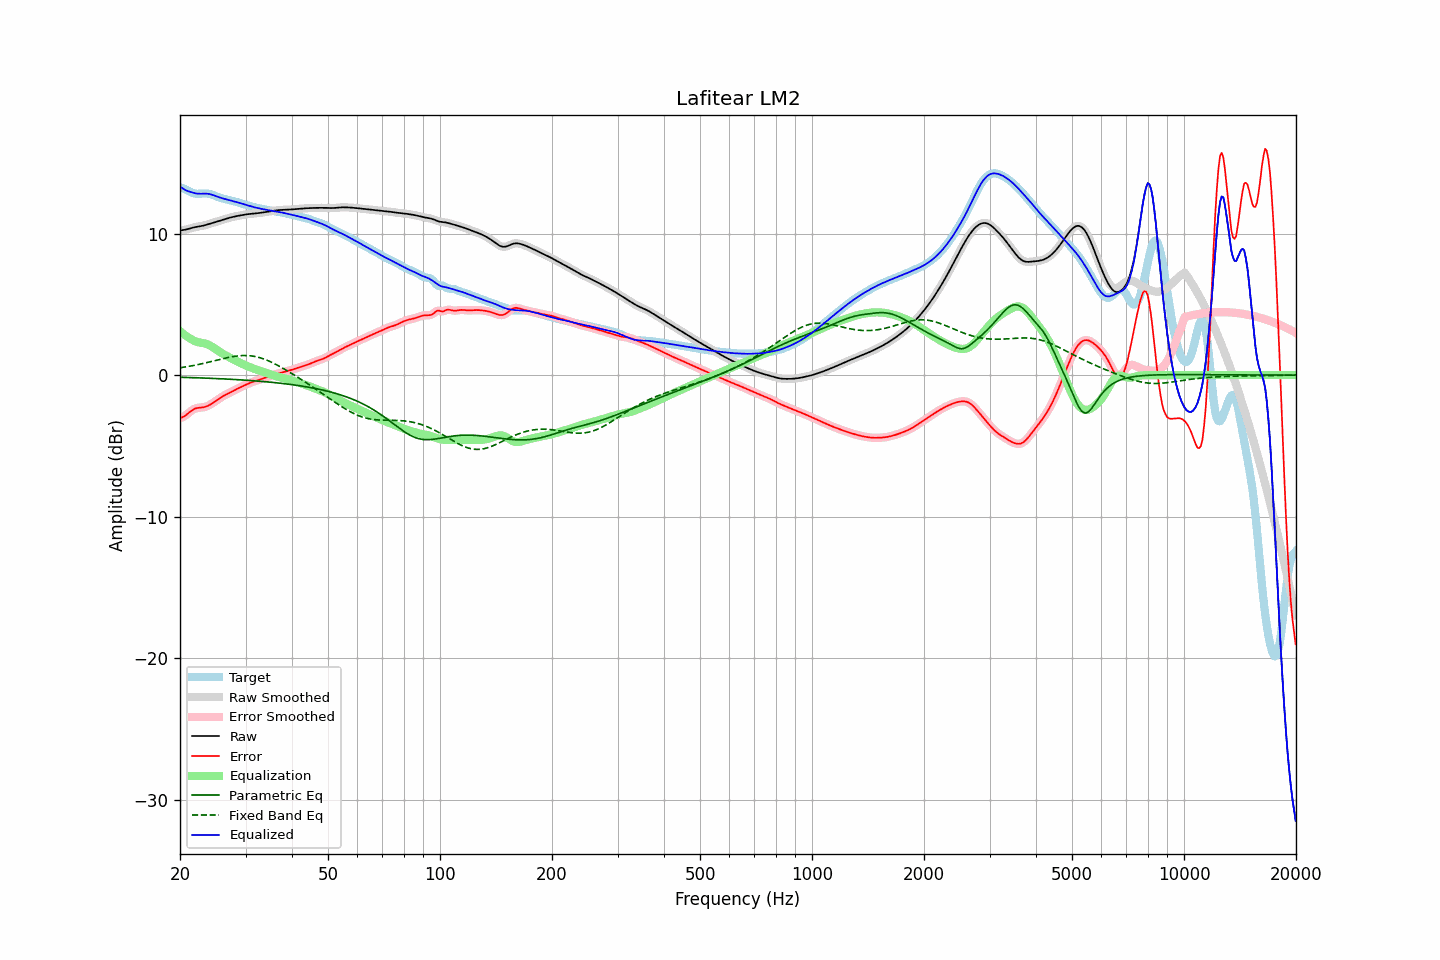 Lafitear LM2
Amplitude (dBr)
10
0
−10
−20
−30
Target
Raw Smoothed
Error Smoothed
Raw
Error
Equalization
Parametric Eq
Fixed Band Eq
Equalized
20 50 100 200 500 1000 2000 5000 10000 20000
Frequency (Hz)